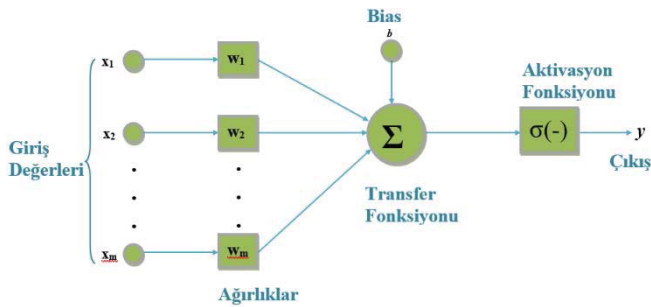 Bias
b
x1
w1
Aktivasyon
Fonksiyonu
Giriş
Değerleri
x2
w2
Σ
σ(-)
y
Çıkış
Transfer
Fonksiyonu
xm
wm
Ağırlıklar